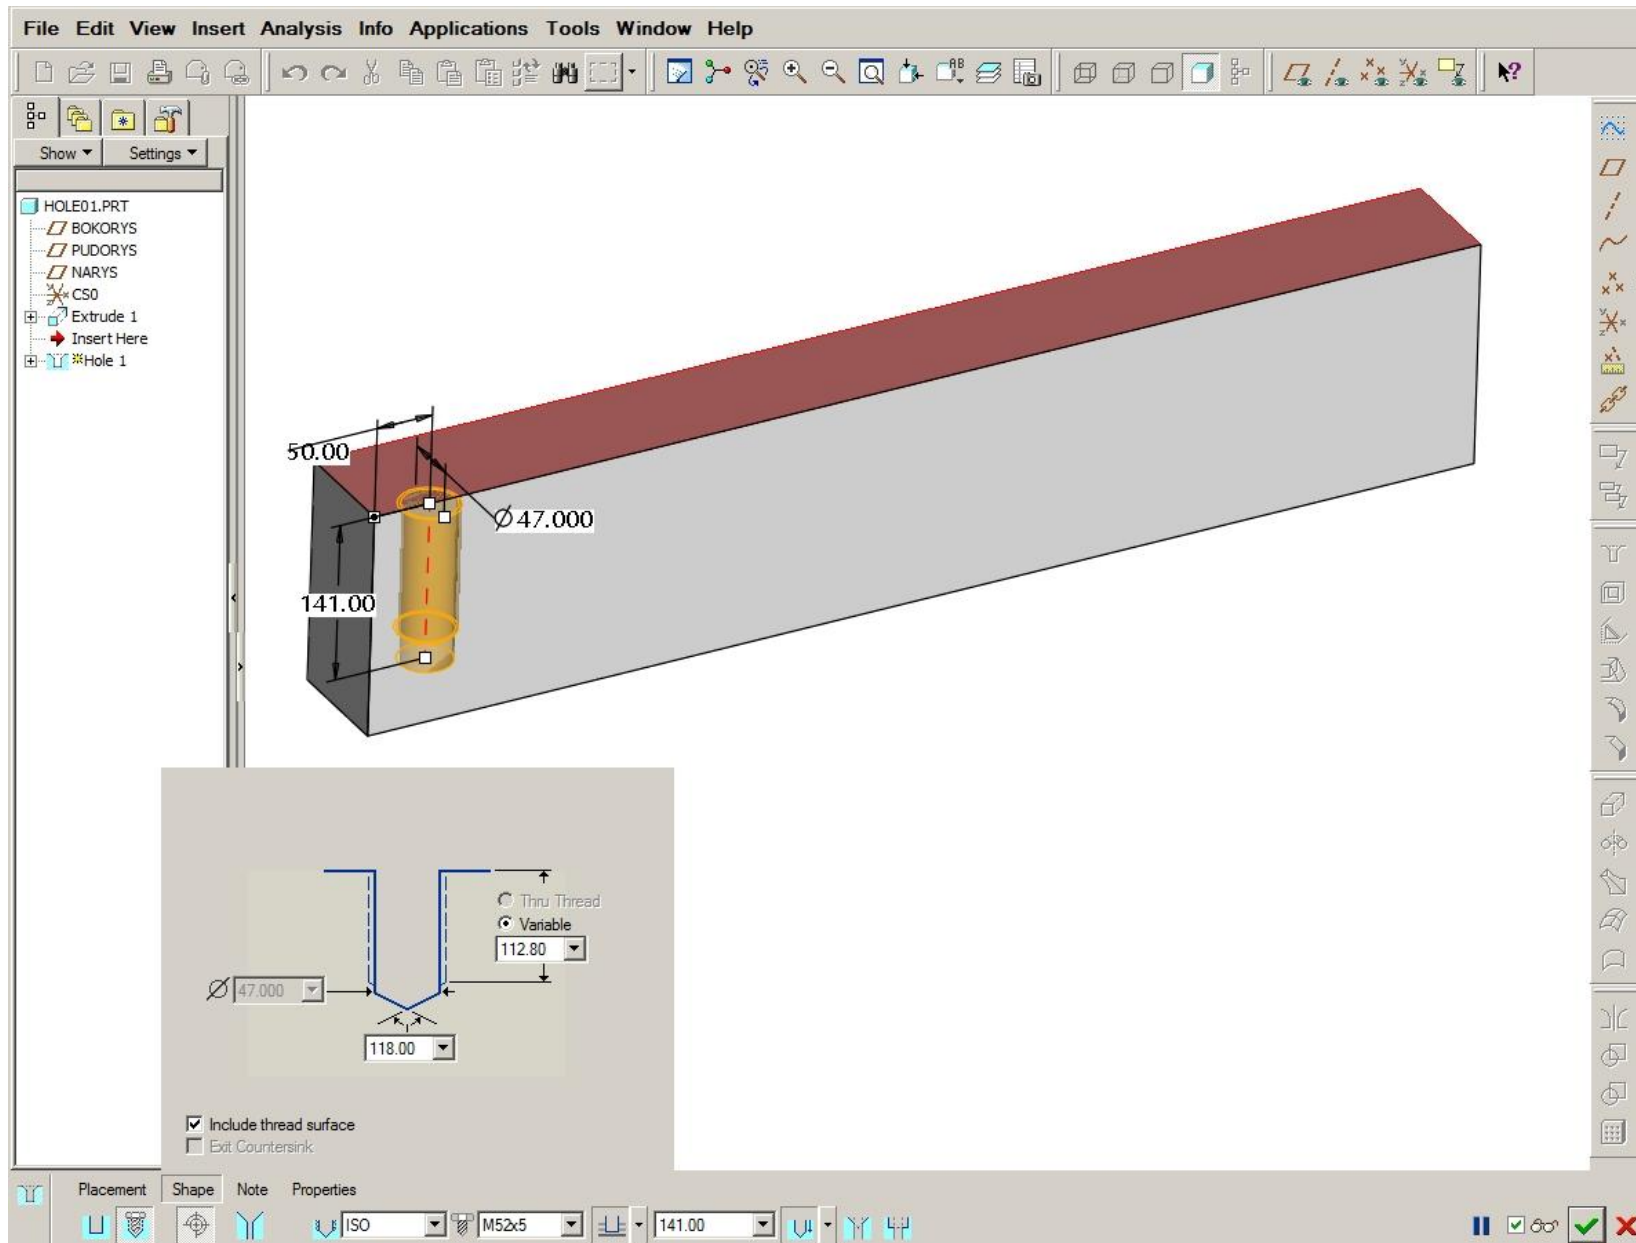 File Edit View Insert Analysis Info Applications Tools Window Help
Show Settings
HOLE01.PRT
BOKORYS
PUDORYS
NARYS
CS0
Extrude 1
Insert Here
Hole 1
50.00
Ø47.000
141.00
Thru Thread
Variable
112.80
Ø 47.000
118.00
Include thread surface
Exit Countersink
Placement Shape Note Properties
ISO M52x5 141.00